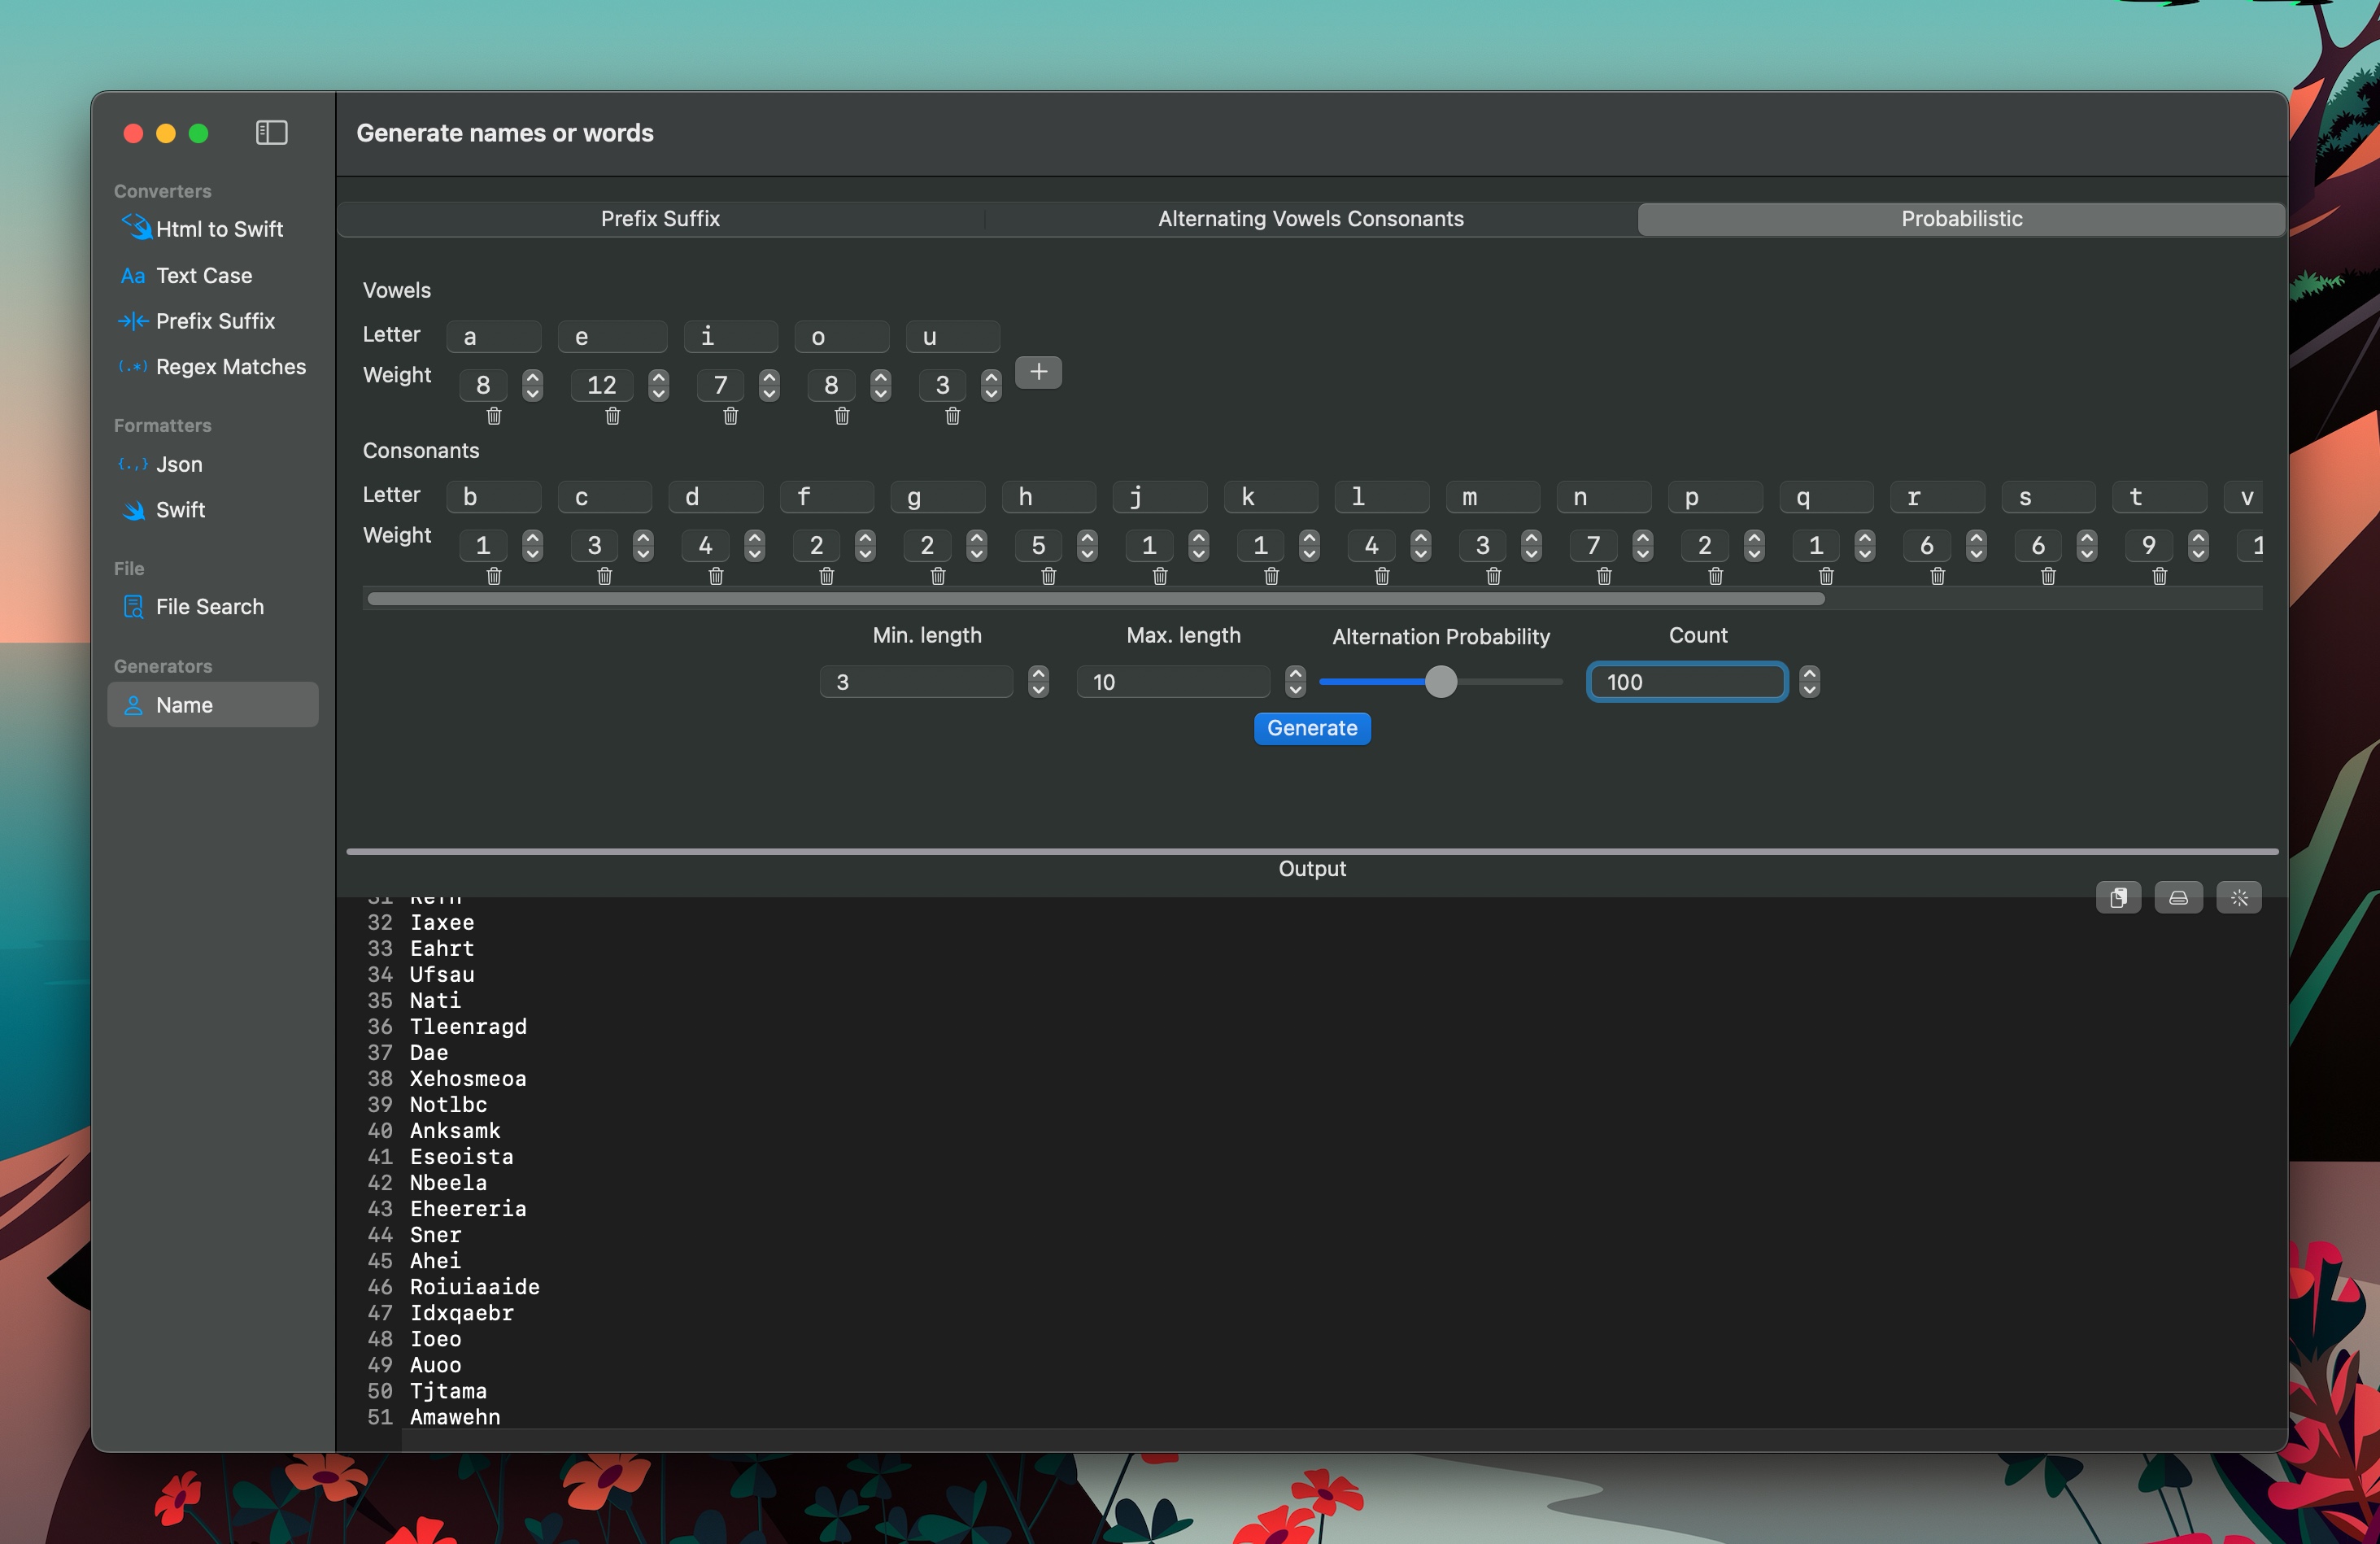 Generate names or words
Converters
Html to Swift
Aa Text Case
Prefix Suffix
(.*) Regex Matches
Formatters
{.,} Json
Swift
File
File Search
Generators
Name
Prefix Suffix
Alternating Vowels Consonants
Probabilistic
Vowels
Letter a e i o u
Weight 8 12 7 8 3 +
Consonants
Letter b c d f g h j k l m n p q r s t v
Weight 1 3 4 2 2 5 1 1 4 3 7 2 1 6 6 9 1
Min. length Max. length Alternation Probability Count
3 10 100
Generate
Output
32 Iaxee
33 Eahrt
34 Ufsau
35 Nati
36 Tleenragd
37 Dae
38 Xehosmeoa
39 Notlbc
40 Anksamk
41 Eseoista
42 Nbeela
43 Eheereria
44 Sner
45 Ahei
46 Roiuiaaide
47 Idxqaebr
48 Ioeo
49 Auoo
50 Tjtama
51 Amawehn